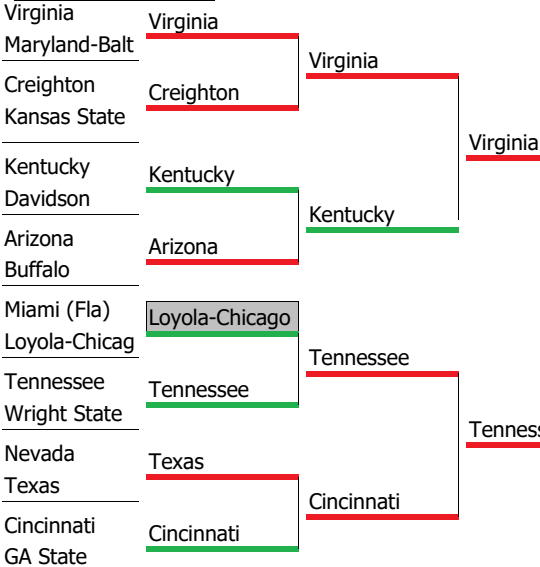 Virginia
Maryland-Balt
Creighton
Kansas State
Kentucky
Davidson
Arizona
Buffalo
Miami (Fla)
Loyola-Chicag
Tennessee
Wright State
Nevada
Texas
Cincinnati
GA State
Virginia
Creighton
Kentucky
Arizona
Loyola-Chicago
Tennessee
Texas
Cincinnati
Virginia
Kentucky
Tennessee
Cincinnati
Virginia
Tenness